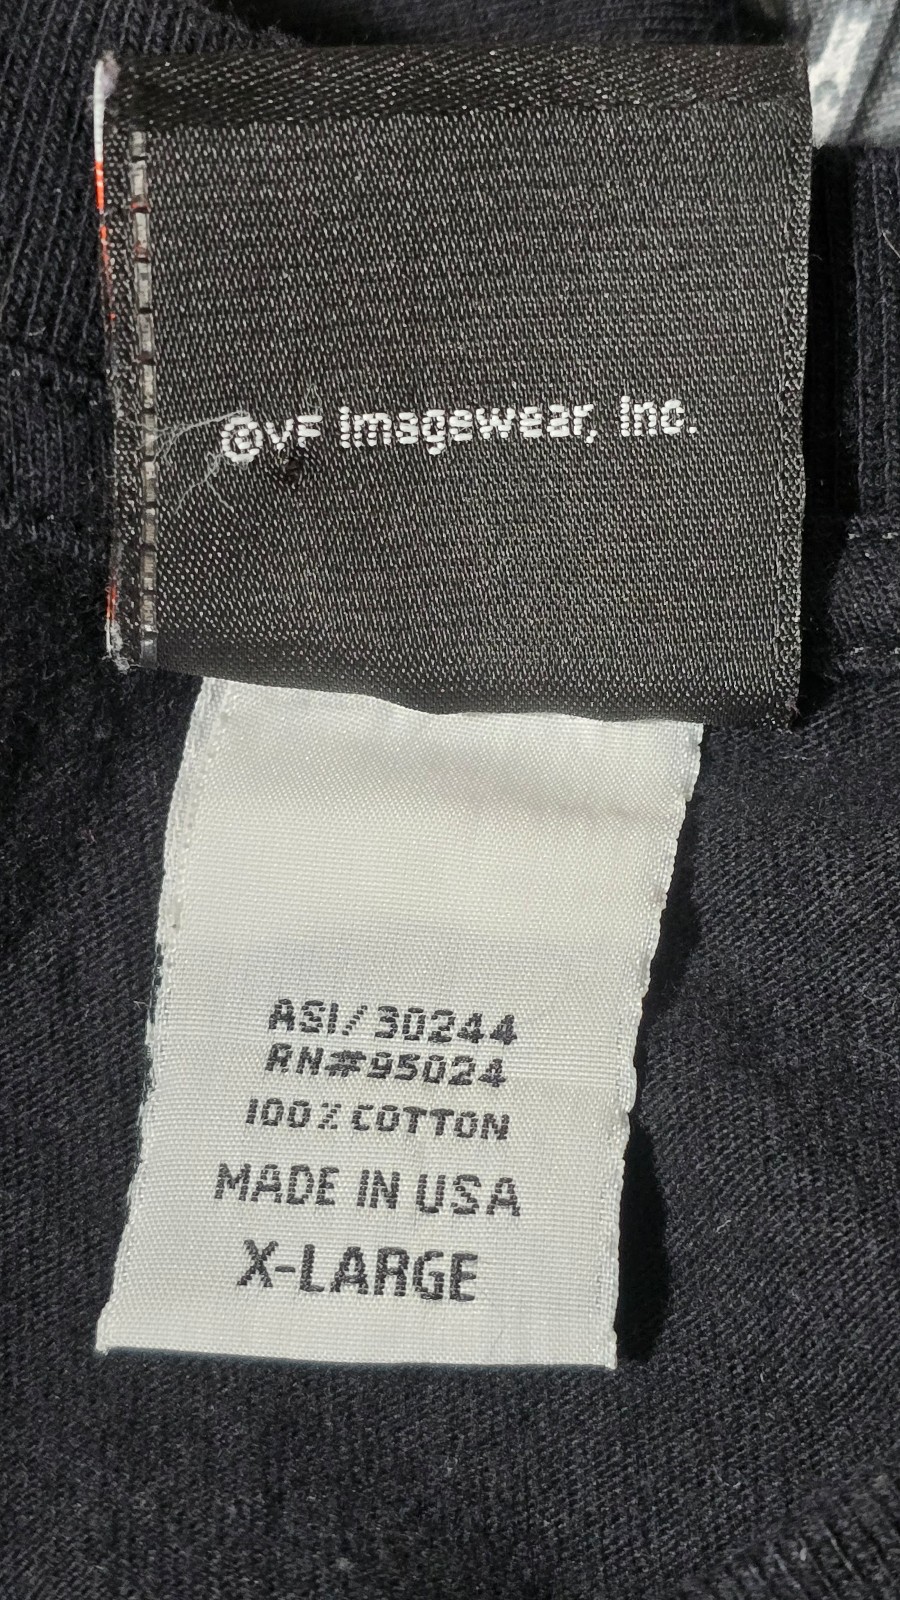 ©VF Imagewear, Inc.
ASI/30244
RN#95024
100% COTTON
MADE IN USA
X-LARGE